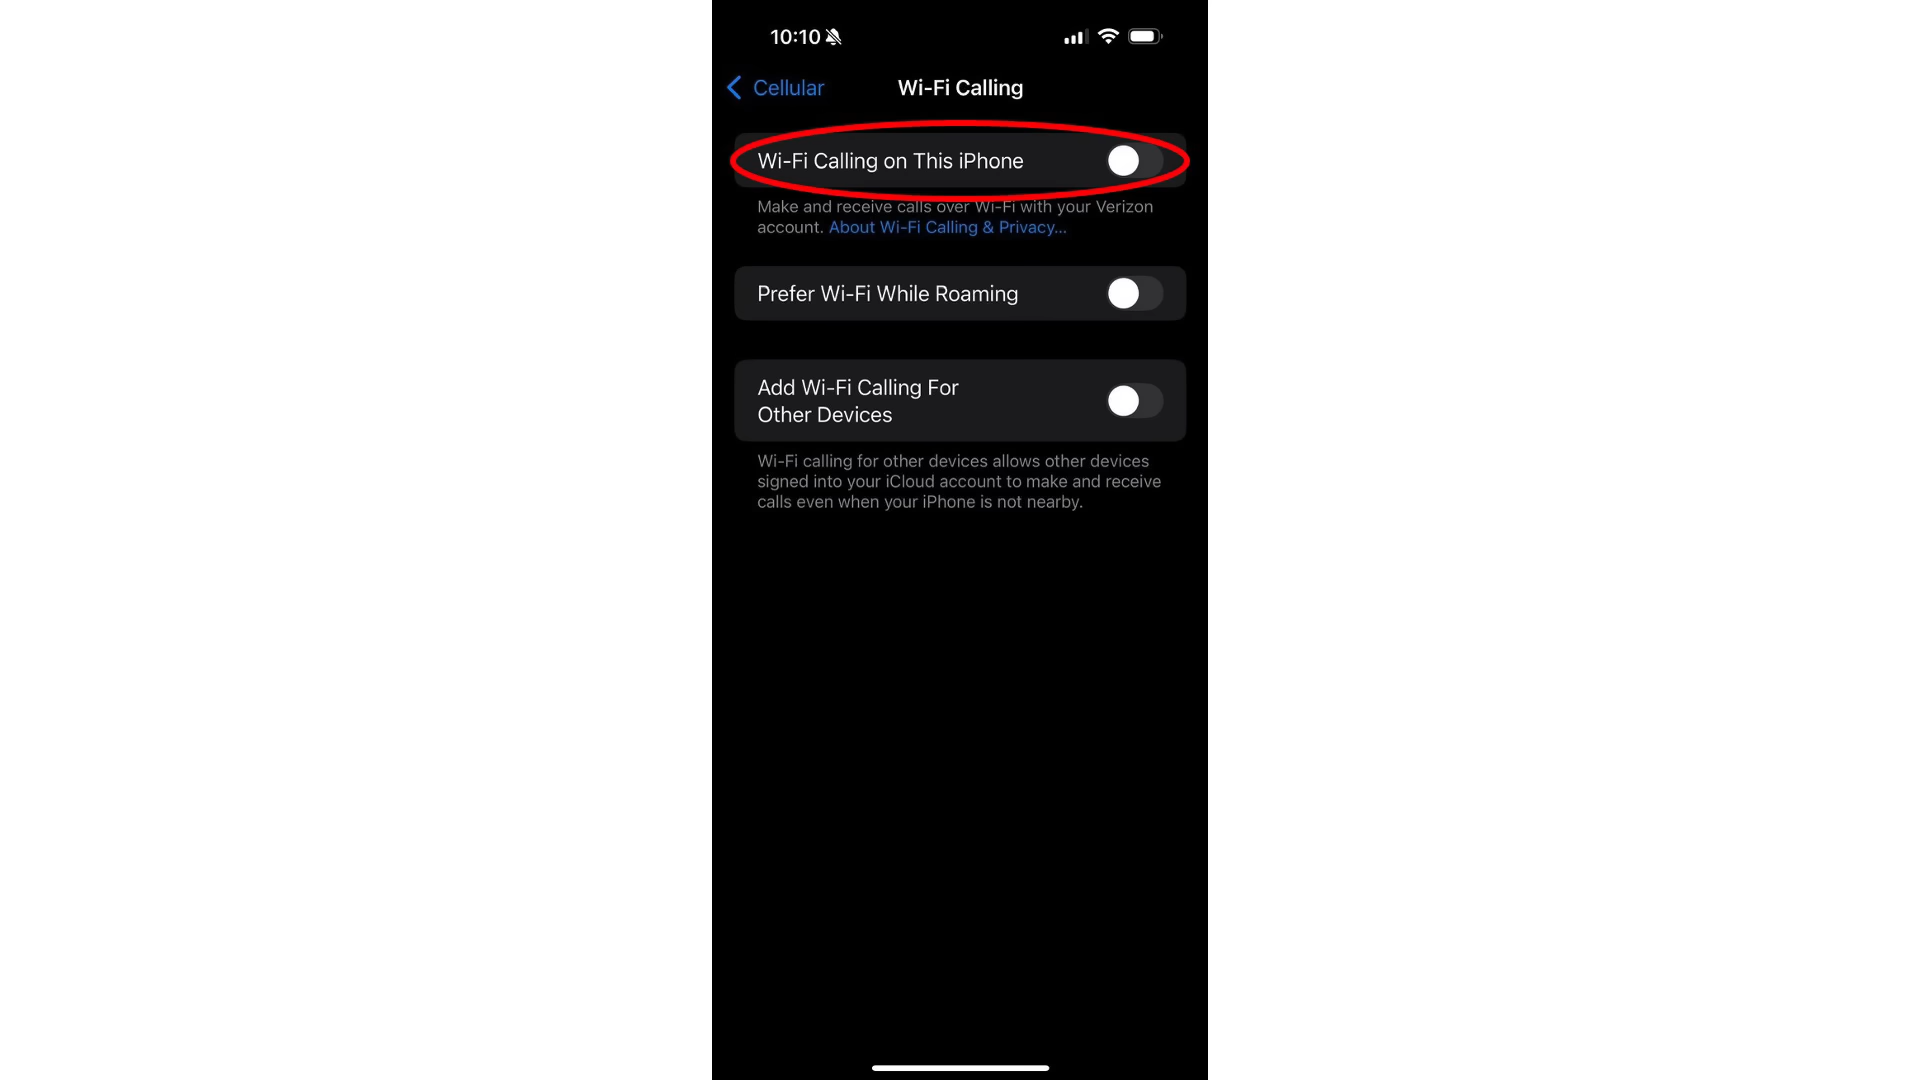 10:10
Cellular
Wi-Fi Calling
Wi-Fi Calling on This iPhone
Make and receive calls over Wi-Fi with your Verizon
account. About Wi-Fi Calling & Privacy...
Prefer Wi-Fi While Roaming
Add Wi-Fi Calling For
Other Devices
Wi-Fi calling for other devices allows other devices
signed into your iCloud account to make and receive
calls even when your iPhone is not nearby.